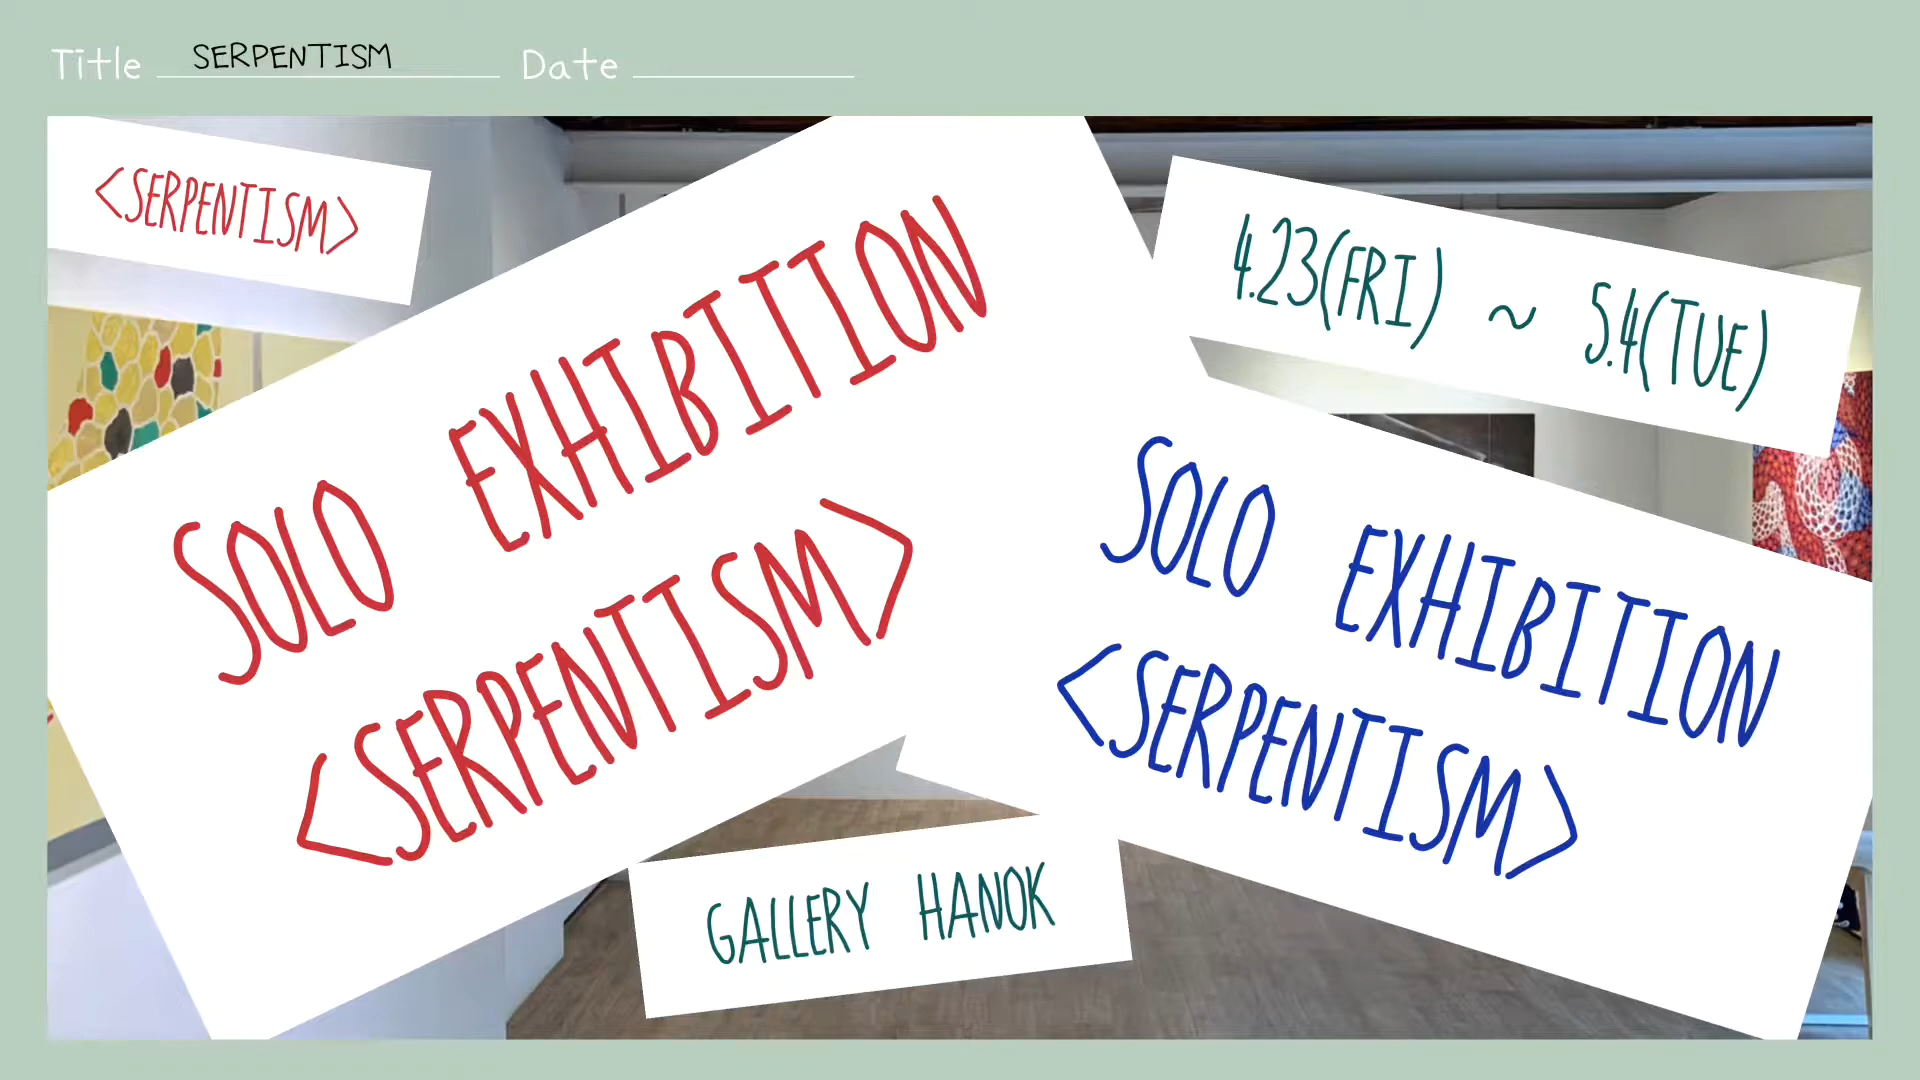 Title SERPENTISM Date
<SERPENTISM>
SOLO EXHIBITION
<SERPENTISM>
4.23(FRI) ~ 5.4(TUE)
SOLO EXHIBITION
<SERPENTISM>
GALLERY HANOK